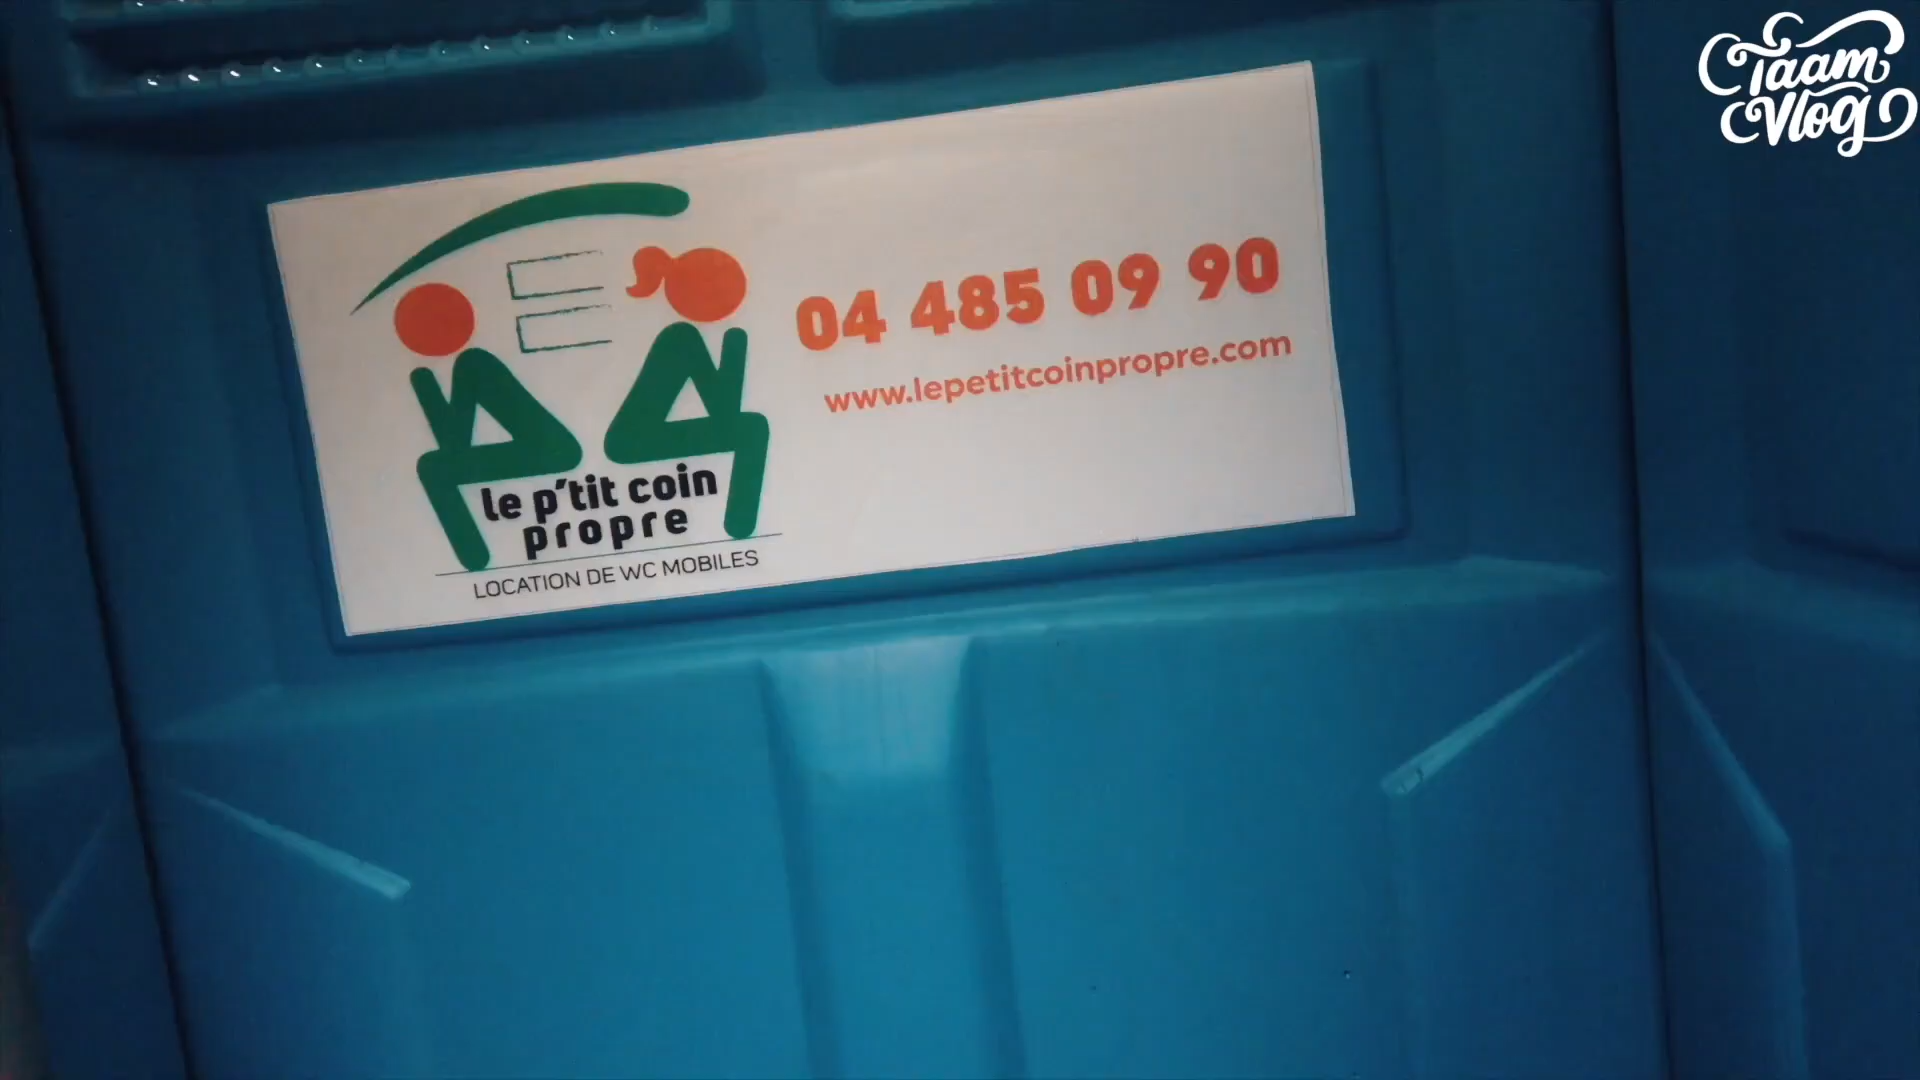 Taam
Vlog
04 485 09 90
www.lepetitcoinpropre.com
le p'tit coin
propre
LOCATION DE WC MOBILES